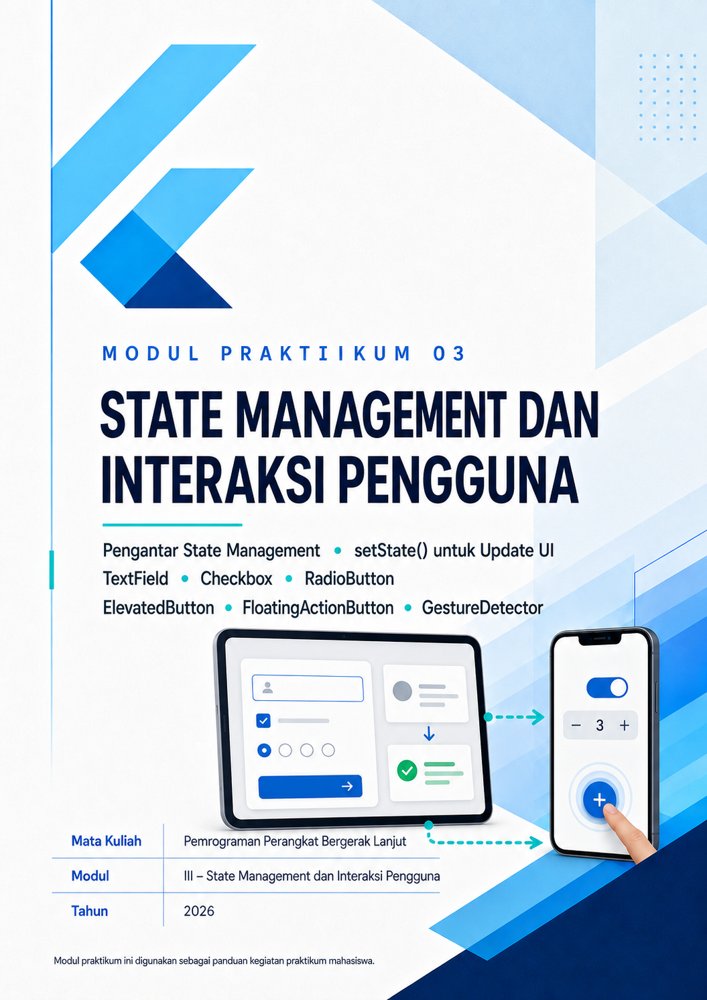 MODUL PRAKTIIKUM 03
STATE MANAGEMENT DAN
INTERAKSI PENGGUNA
Pengantar State Management • setState() untuk Update UI
TextField • Checkbox • RadioButton
ElevatedButton • FloatingActionButton • GestureDetector
− 3 +
+
Mata Kuliah Pemrograman Perangkat Bergerak Lanjut
Modul III – State Management dan Interaksi Pengguna
Tahun 2026
Modul praktikum ini digunakan sebagai panduan kegiatan praktikum mahasiswa.